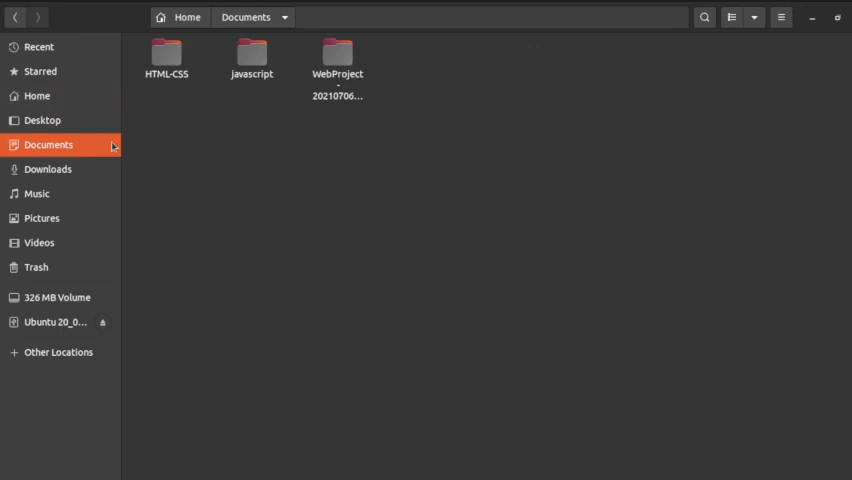 Home Documents
Recent
Starred
Home
Desktop
Documents
Downloads
Music
Pictures
Videos
Trash
326 MB Volume
Ubuntu 20_0...
Other Locations
HTML-CSS
javascript
WebProject
-
20210706...